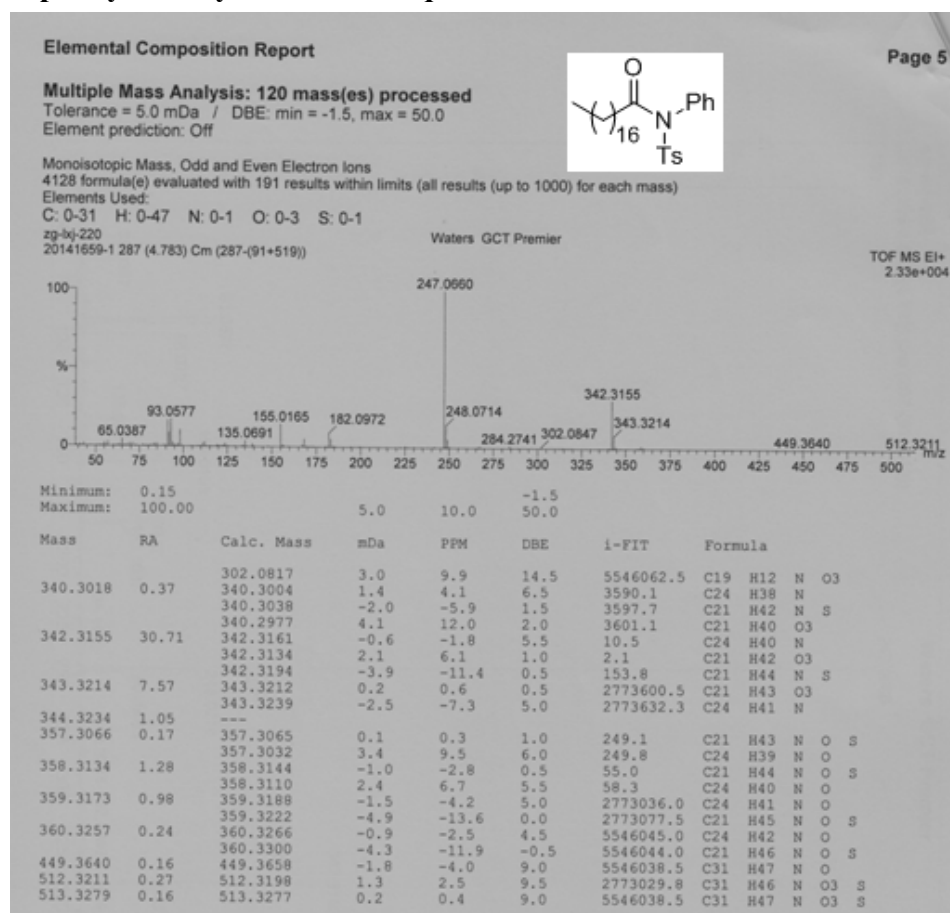 Elemental Composition Report
Page 5
Multiple Mass Analysis: 120 mass(es) processed
Tolerance = 5.0 mDa / DBE: min = -1.5, max = 50.0
Element prediction: Off
Monoisotopic Mass, Odd and Even Electron Ions
4128 formula(e) evaluated with 191 results within limits (all results (up to 1000) for each mass)
Elements Used:
C: 0-31 H: 0-47 N: 0-1 O: 0-3 S: 0-1
zg-lxj-220
20141659-1 287 (4.783) Cm (287-(91+519))
Waters GCT Premier
TOF MS EI+
2.33e+004
O
Ph
16 N
Ts
100
%
0
247.0660
342.3155
93.0577
155.0165
182.0972
248.0714
343.3214
65.0387
135.0691
284.2741
302.0847
449.3640
512.3211
m/z
50 75 100 125 150 175 200 225 250 275 300 325 350 375 400 425 450 475 500
Minimum: 0.15 -1.5
Maximum: 100.00 5.0 10.0 50.0
Mass RA Calc. Mass mDa PPM DBE i-FIT Formula
302.0817 3.0 9.9 14.5 5546062.5 C19 H12 N O3
340.3018 0.37 340.3004 1.4 4.1 6.5 3590.1 C24 H38 N
340.3038 -2.0 -5.9 1.5 3597.7 C21 H42 N S
340.2977 4.1 12.0 2.0 3601.1 C21 H40 O3
342.3155 30.71 342.3161 -0.6 -1.8 5.5 10.5 C24 H40 N
342.3134 2.1 6.1 1.0 2.1 C21 H42 O3
342.3194 -3.9 -11.4 0.5 153.8 C21 H44 N S
343.3214 7.57 343.3212 0.2 0.6 0.5 2773600.5 C21 H43 O3
343.3239 -2.5 -7.3 5.0 2773632.3 C24 H41 N
344.3234 1.05 ---
357.3066 0.17 357.3065 0.1 0.3 1.0 249.1 C21 H43 N O S
357.3032 3.4 9.5 6.0 249.8 C24 H39 N O
358.3134 1.28 358.3144 -1.0 -2.8 0.5 55.0 C21 H44 N O S
358.3110 2.4 6.7 5.5 58.3 C24 H40 N O
359.3173 0.98 359.3188 -1.5 -4.2 5.0 2773036.0 C24 H41 N O
359.3222 -4.9 -13.6 0.0 2773077.5 C21 H45 N O S
360.3257 0.24 360.3266 -0.9 -2.5 4.5 5546045.0 C24 H42 N O
360.3300 -4.3 -11.9 -0.5 5546044.0 C21 H46 N O S
449.3640 0.16 449.3658 -1.8 -4.0 9.0 5546038.5 C31 H47 N O
512.3211 0.27 512.3198 1.3 2.5 9.5 2773029.8 C31 H46 N O3 S
513.3279 0.16 513.3277 0.2 0.4 9.0 5546038.5 C31 H47 N O3 S